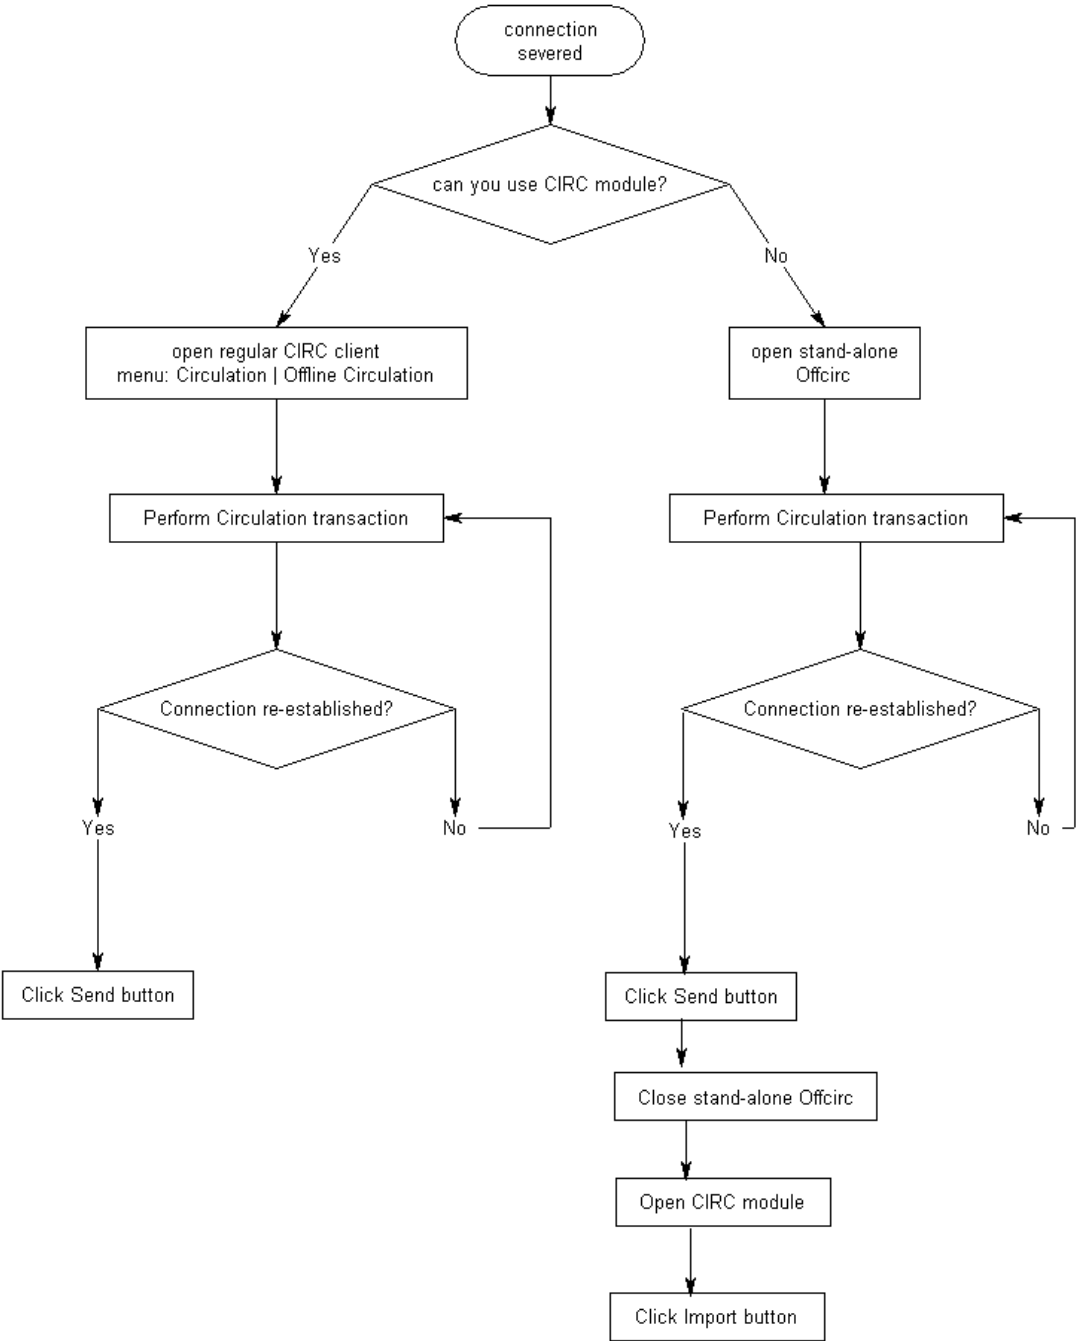 connection
severed
can you use CIRC module?
Yes
No
open regular CIRC client
menu: Circulation | Offline Circulation
open stand-alone
Offcirc
Perform Circulation transaction
Perform Circulation transaction
Connection re-established?
Connection re-established?
Yes
No
Yes
No
Click Send button
Click Send button
Close stand-alone Offcirc
Open CIRC module
Click Import button